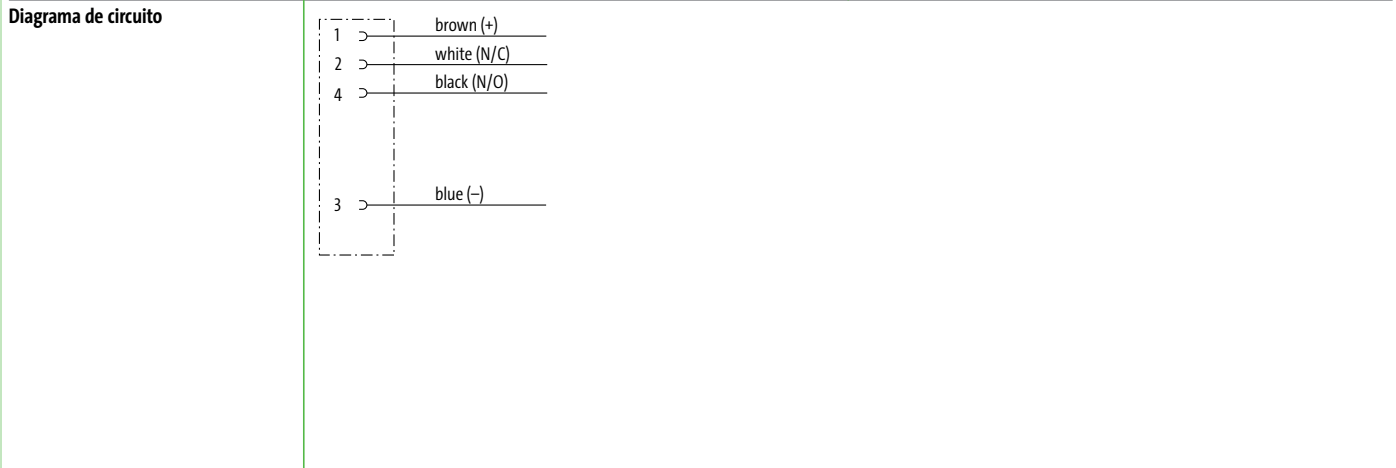 Diagrama de circuito
1 brown (+)
2 white (N/C)
4 black (N/O)
3 blue (–)